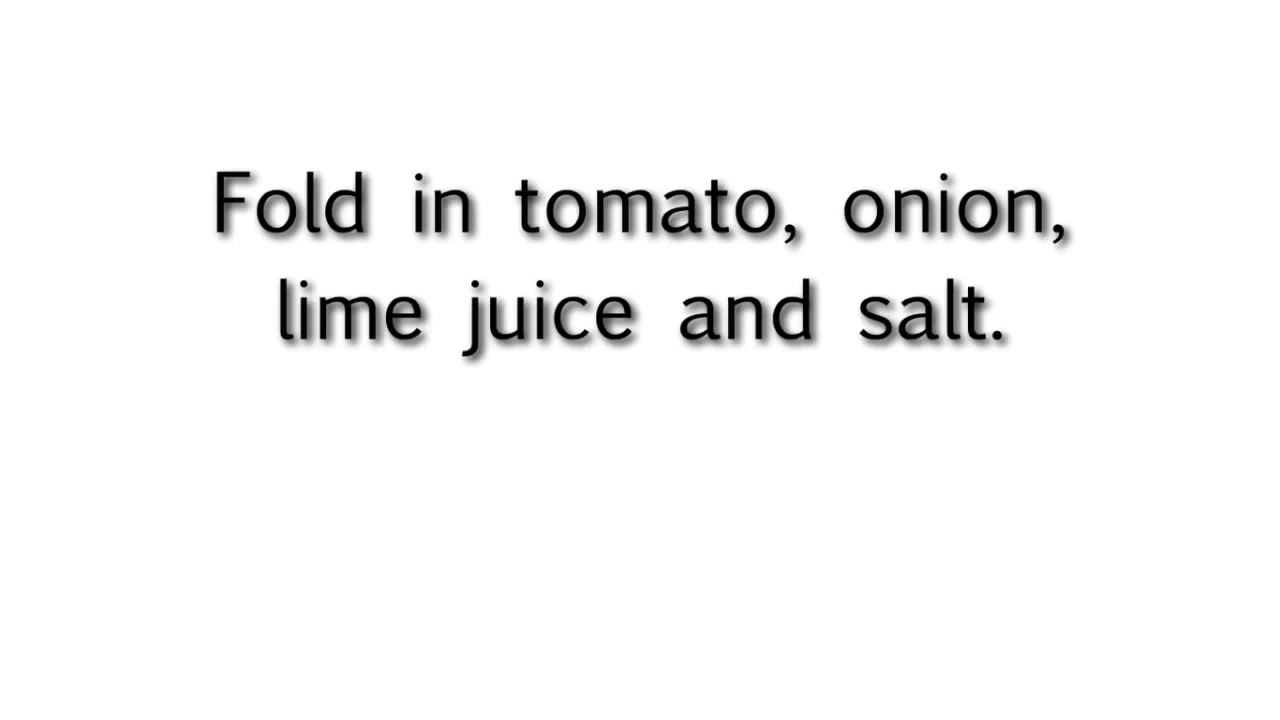 Fold in tomato, onion,
lime juice and salt.